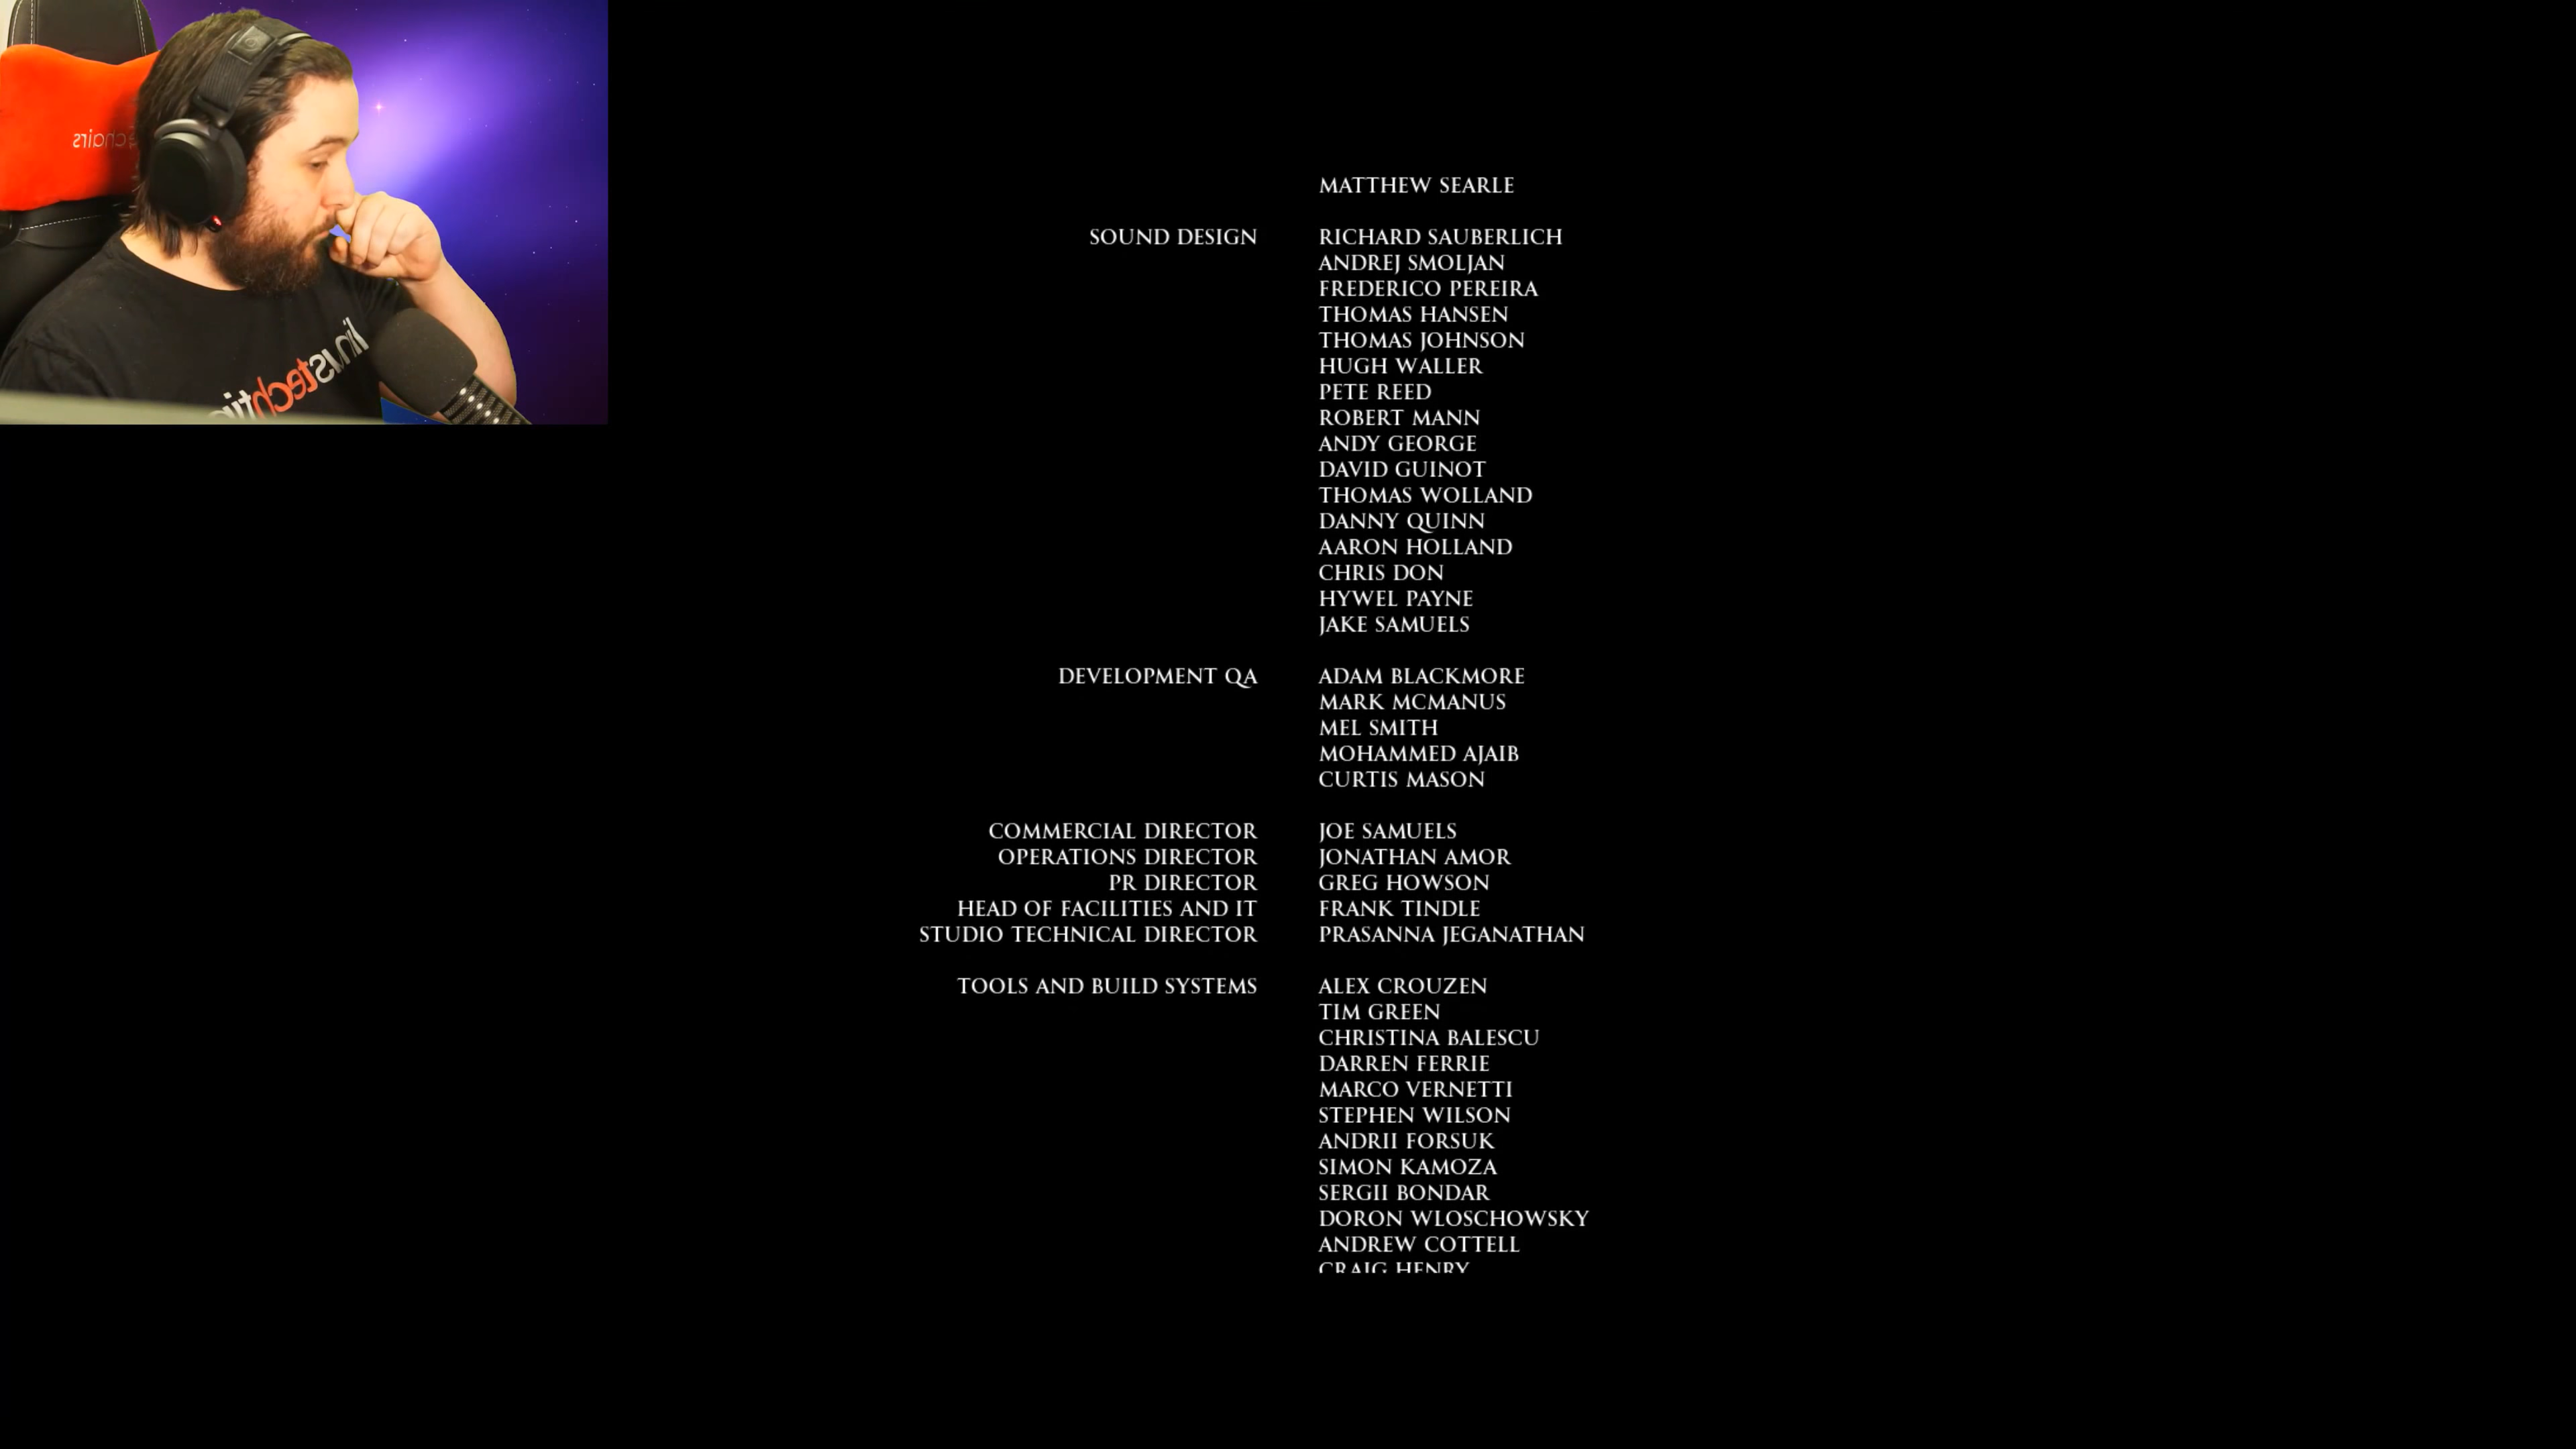 chairs
linustechti
MATTHEW SEARLE
SOUND DESIGN RICHARD SAUBERLICH
ANDREJ SMOLJAN
FREDERICO PEREIRA
THOMAS HANSEN
THOMAS JOHNSON
HUGH WALLER
PETE REED
ROBERT MANN
ANDY GEORGE
DAVID GUINOT
THOMAS WOLLAND
DANNY QUINN
AARON HOLLAND
CHRIS DON
HYWEL PAYNE
JAKE SAMUELS
DEVELOPMENT QA ADAM BLACKMORE
MARK MCMANUS
MEL SMITH
MOHAMMED AJAIB
CURTIS MASON
COMMERCIAL DIRECTOR JOE SAMUELS
OPERATIONS DIRECTOR JONATHAN AMOR
PR DIRECTOR GREG HOWSON
HEAD OF FACILITIES AND IT FRANK TINDLE
STUDIO TECHNICAL DIRECTOR PRASANNA JEGANATHAN
TOOLS AND BUILD SYSTEMS ALEX CROUZEN
TIM GREEN
CHRISTINA BALESCU
DARREN FERRIE
MARCO VERNETTI
STEPHEN WILSON
ANDRII FORSUK
SIMON KAMOZA
SERGII BONDAR
DORON WLOSCHOWSKY
ANDREW COTTELL
CRAIG HENRY